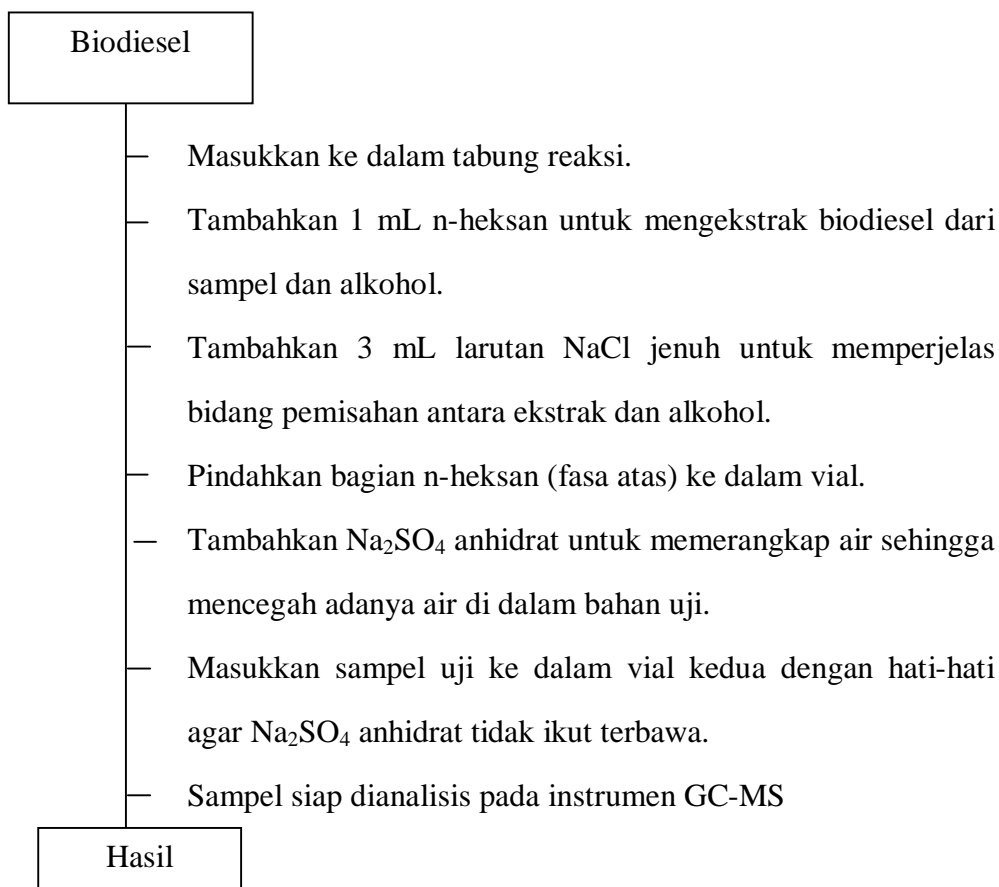 Biodiesel
Masukkan ke dalam tabung reaksi.
Tambahkan 1 mL n-heksan untuk mengekstrak biodiesel dari
sampel dan alkohol.
Tambahkan 3 mL larutan NaCl jenuh untuk memperjelas
bidang pemisahan antara ekstrak dan alkohol.
Pindahkan bagian n-heksan (fasa atas) ke dalam vial.
Tambahkan Na₂SO₄ anhidrat untuk memerangkap air sehingga
mencegah adanya air di dalam bahan uji.
Masukkan sampel uji ke dalam vial kedua dengan hati-hati
agar Na₂SO₄ anhidrat tidak ikut terbawa.
Sampel siap dianalisis pada instrumen GC-MS
Hasil